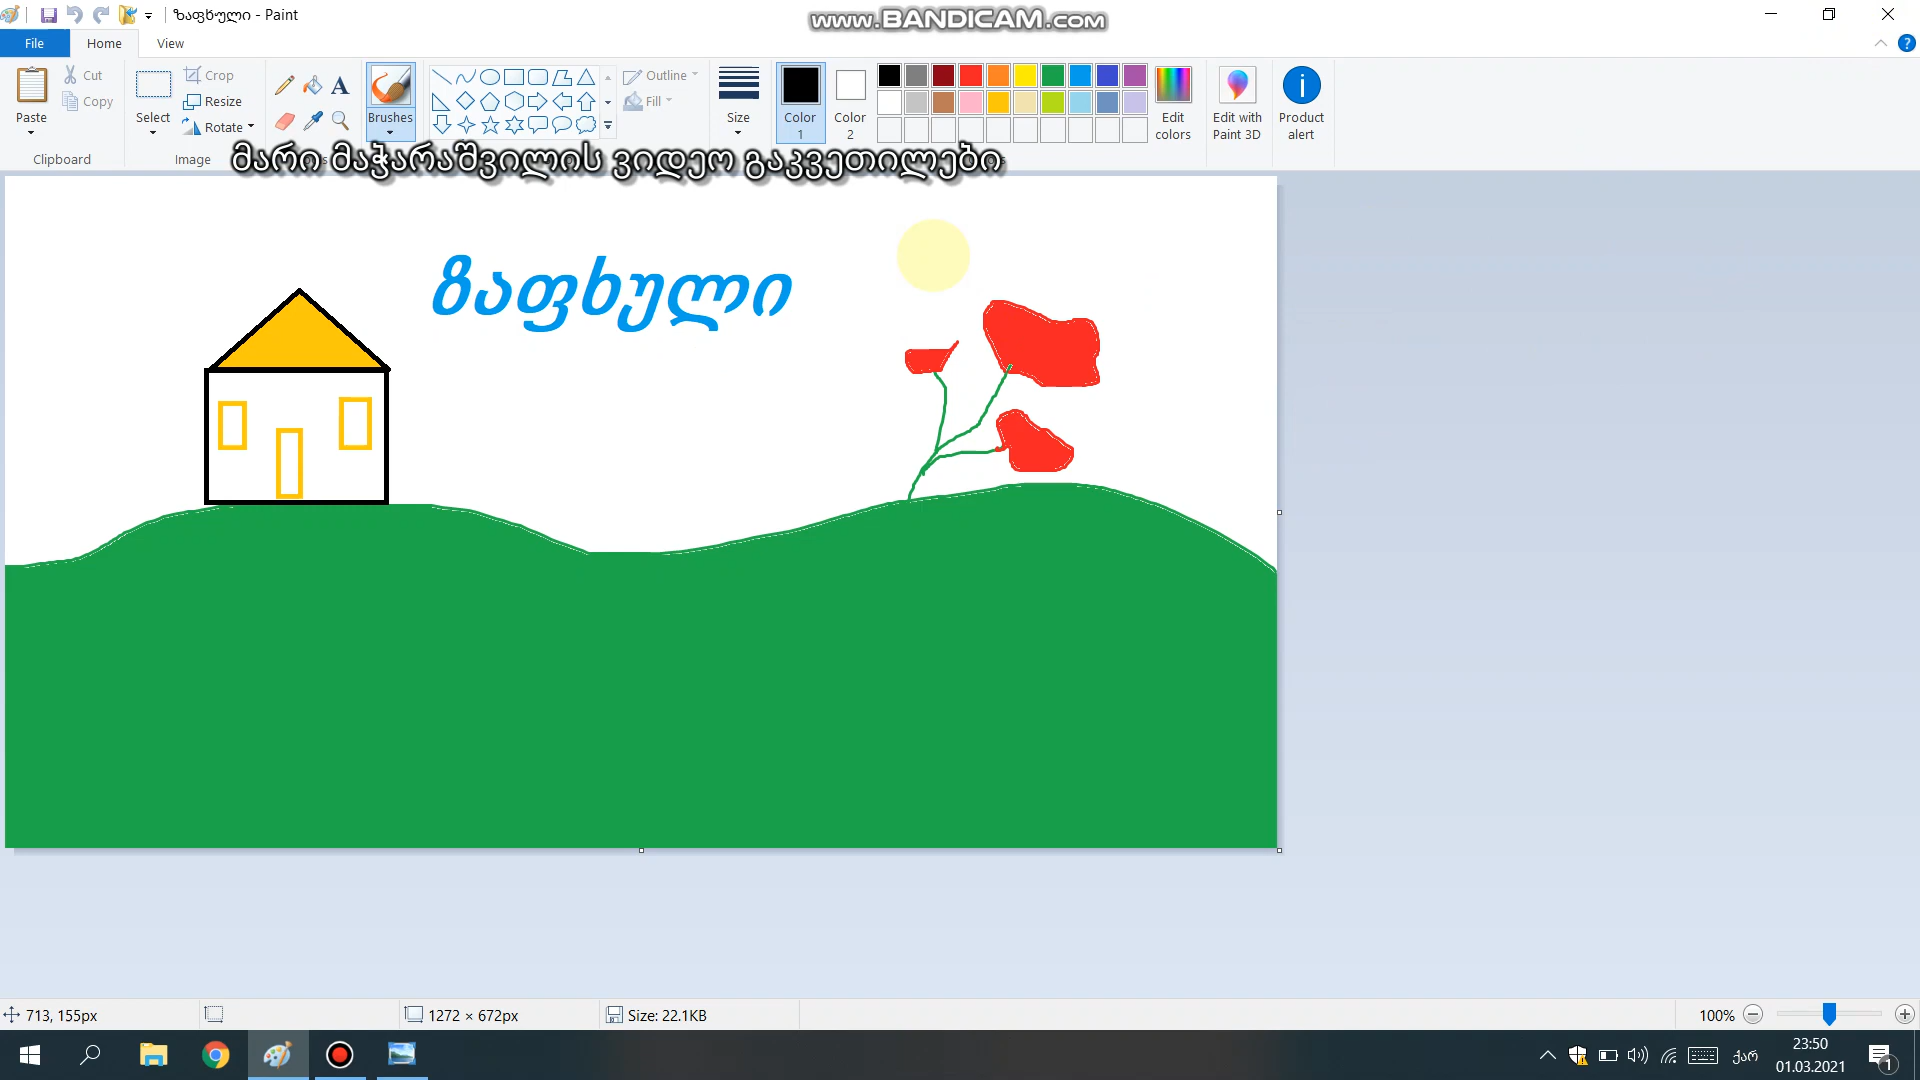 ზაფხული - Paint
www.BANDICAM.com
File
Home
View
Paste
Cut
Copy
Clipboard
Select
Crop
Resize
Rotate
Image
Brushes
Outline
Fill
Size
Color 1
Color 2
Edit colors
Edit with Paint 3D
Product alert
მარი მაჭარაშვილის ვიდეო გაკვეთილები
ზაფხული
713, 155px
1272 × 672px
Size: 22.1KB
100%
ქარ
23:50
01.03.2021
1